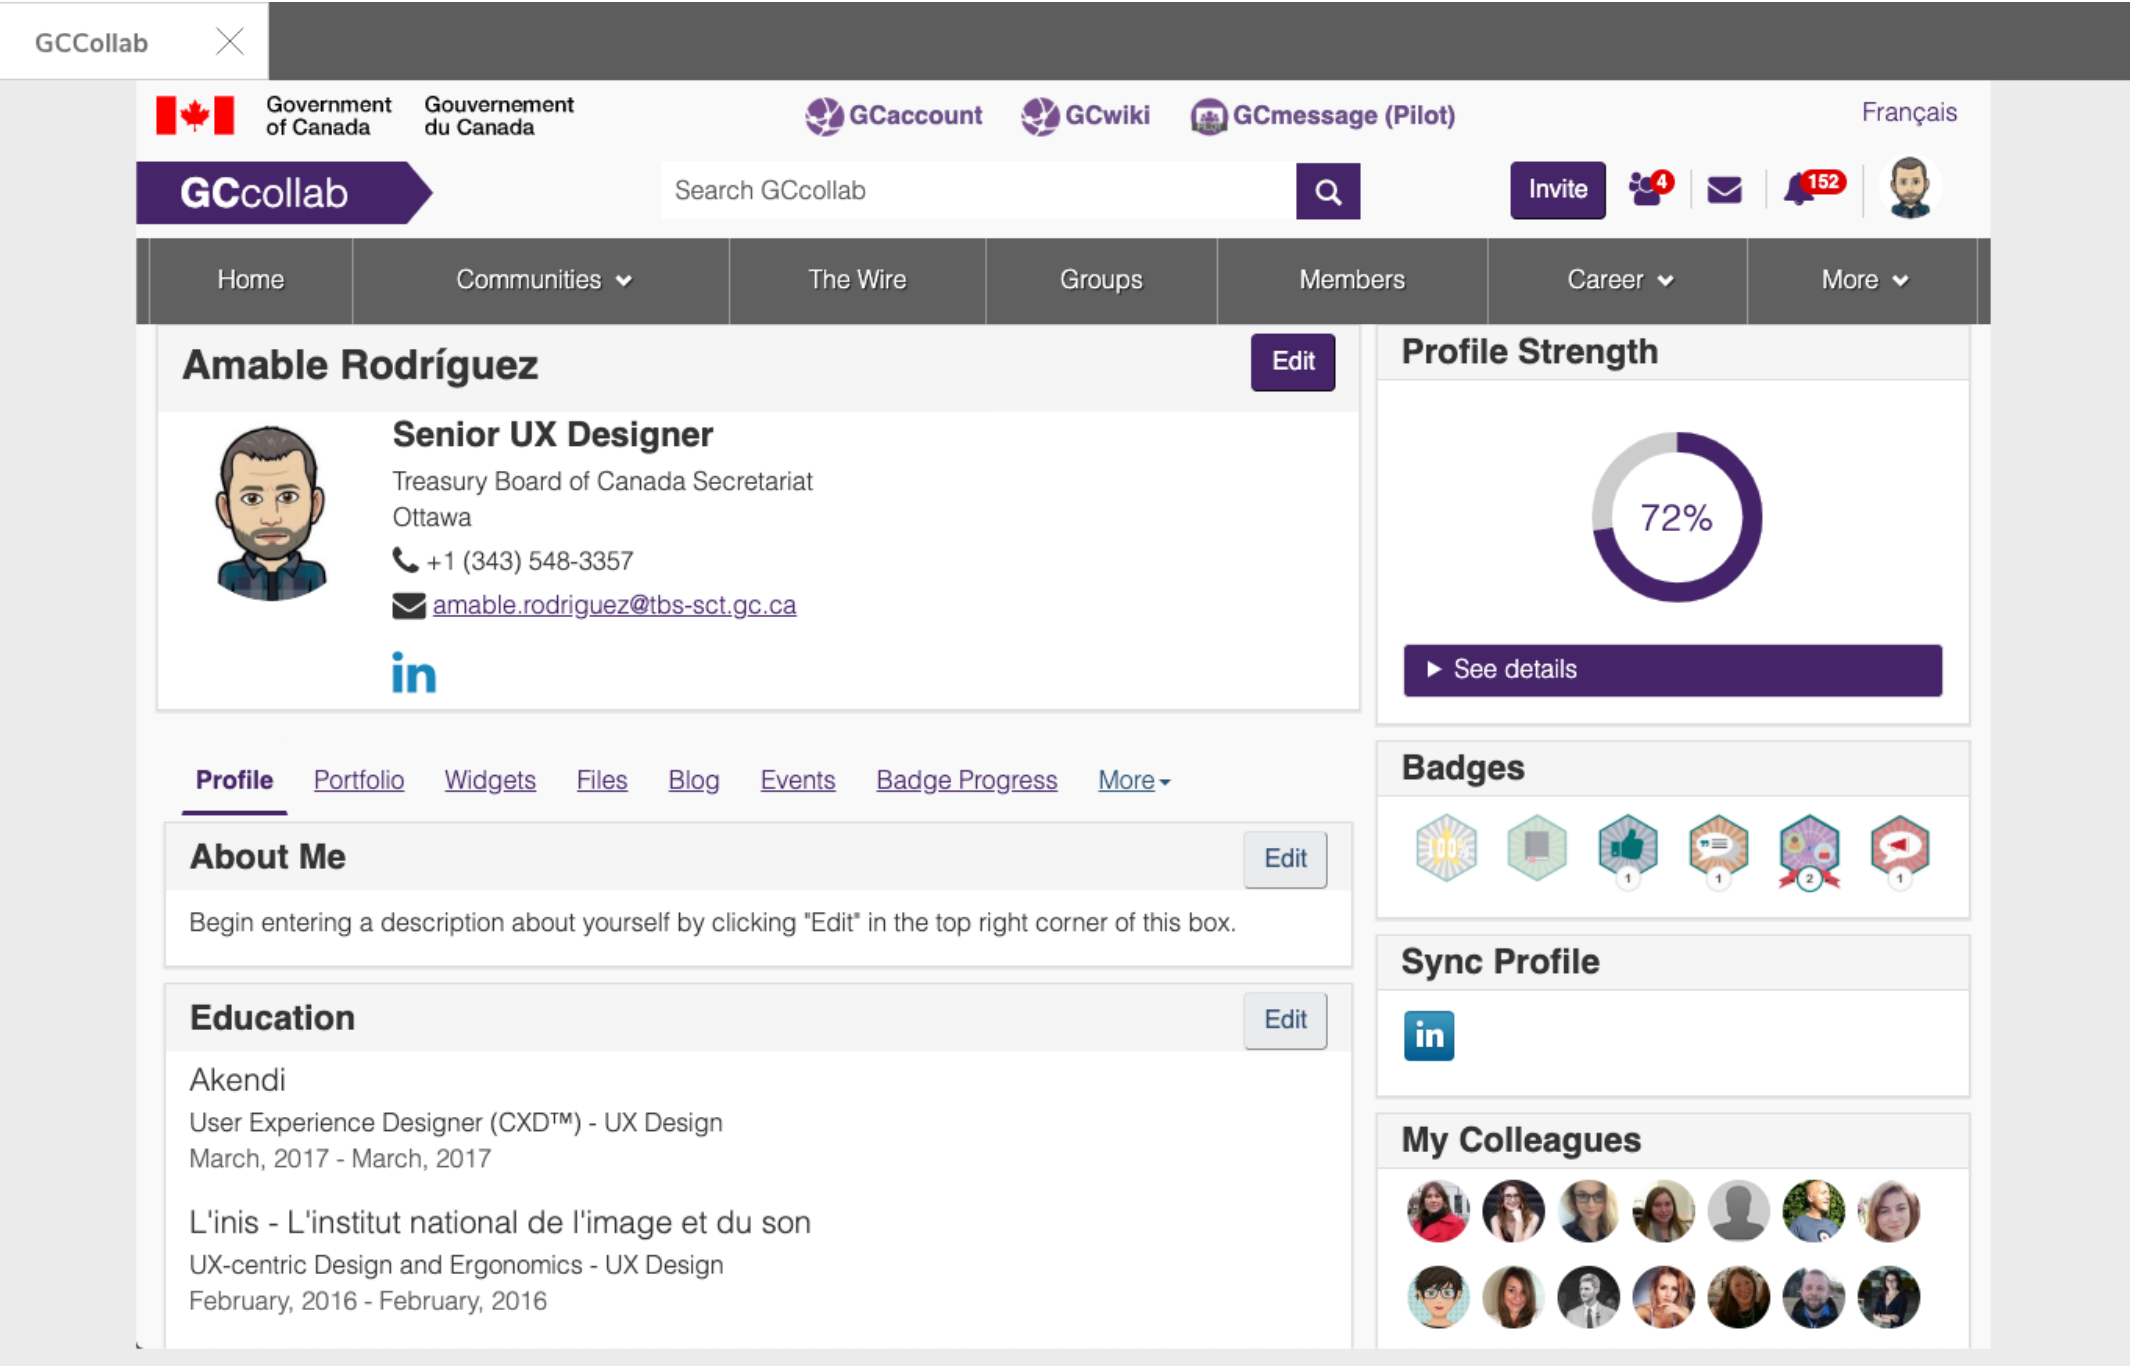 GCCollab
Government of Canada
Gouvernement du Canada
GCaccount
GCwiki
GCmessage (Pilot)
Français
GCcollab
Search GCcollab
Invite
4
152
Home
Communities
The Wire
Groups
Members
Career
More
Amable Rodríguez
Edit
Senior UX Designer
Treasury Board of Canada Secretariat
Ottawa
+1 (343) 548-3357
amable.rodriguez@tbs-sct.gc.ca
in
Profile Strength
72%
See details
Profile
Portfolio
Widgets
Files
Blog
Events
Badge Progress
More
About Me
Edit
Begin entering a description about yourself by clicking "Edit" in the top right corner of this box.
Education
Edit
Akendi
User Experience Designer (CXD™) - UX Design
March, 2017 - March, 2017
L'inis - L'institut national de l'image et du son
UX-centric Design and Ergonomics - UX Design
February, 2016 - February, 2016
Badges
100%
1
1
2
1
Sync Profile
in
My Colleagues